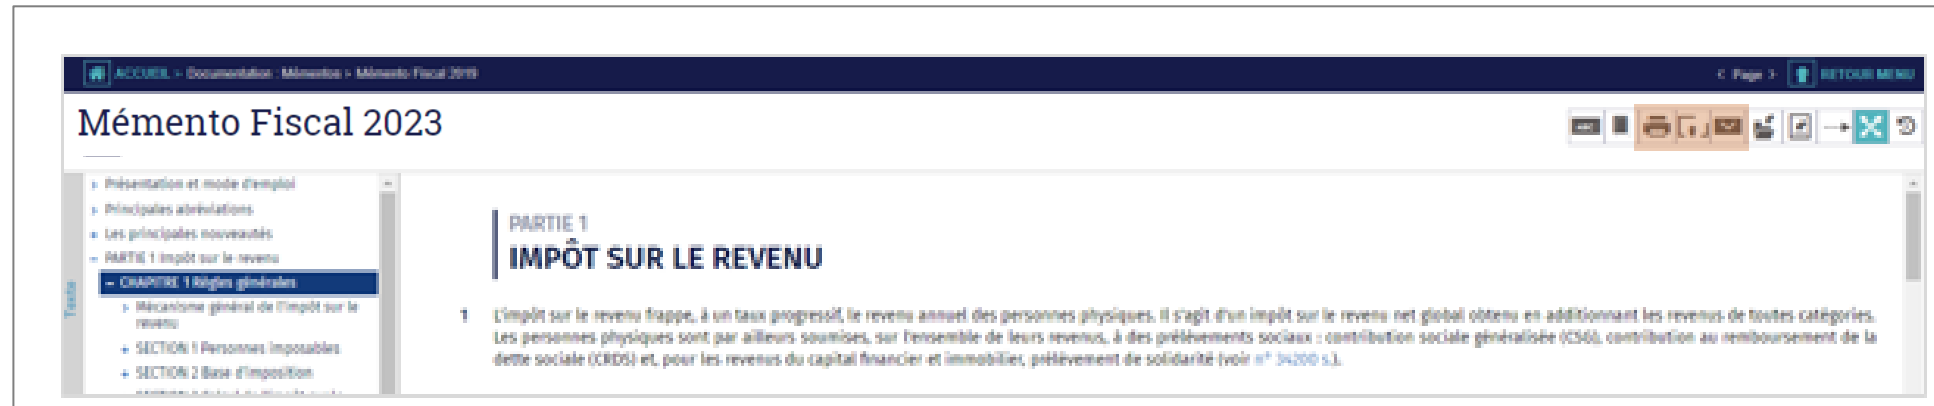 ACCUEIL > Documentation : Mémentos > Mémento Fiscal 2019
< Page > RETOUR MENU
Mémento Fiscal 2023
Présentation et mode d'emploi
Principales abréviations
Les principales nouveautés
PARTIE 1 Impôt sur le revenu
CHAPITRE 1 Règles générales
Mécanisme général de l'impôt sur le
revenu
SECTION 1 Personnes imposables
SECTION 2 Base d'imposition
Texte
PARTIE 1
IMPÔT SUR LE REVENU
1 L'impôt sur le revenu frappe, à un taux progressif, le revenu annuel des personnes physiques. Il s'agit d'un impôt sur le revenu net global obtenu en additionnant les revenus de toutes catégories.
Les personnes physiques sont par ailleurs soumises, sur l'ensemble de leurs revenus, à des prélèvements sociaux : contribution sociale généralisée (CSG), contribution au remboursement de la
dette sociale (CRDS) et, pour les revenus du capital financier et immobilier, prélèvement de solidarité (voir n° 34200 s.).